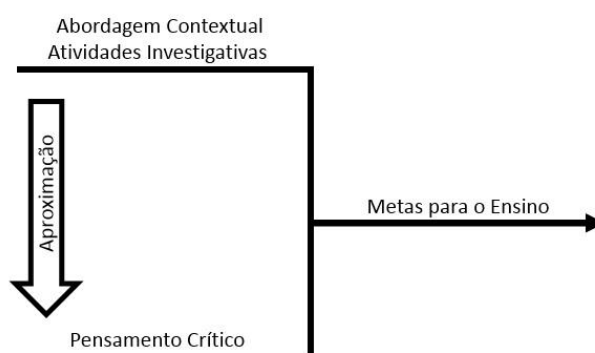 Abordagem Contextual
Atividades Investigativas
Aproximação
Metas para o Ensino
Pensamento Crítico